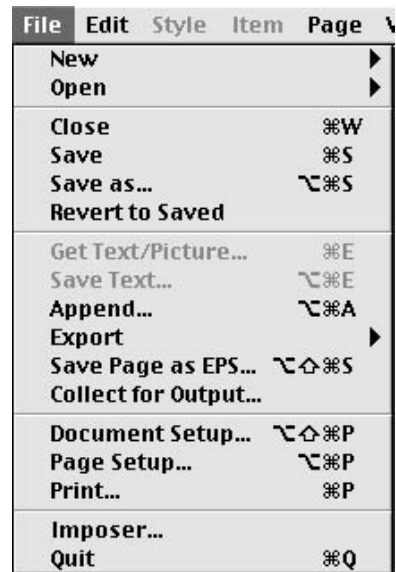 File Edit Style Item Page
New ▶
Open ▶
Close ⌘W
Save ⌘S
Save as... ⌥⌘S
Revert to Saved
Get Text/Picture... ⌘E
Save Text... ⌥⌘E
Append... ⌥⌘A
Export ▶
Save Page as EPS... ⌥⇧⌘S
Collect for Output...
Document Setup... ⌥⇧⌘P
Page Setup... ⌥⌘P
Print... ⌘P
Imposer...
Quit ⌘Q